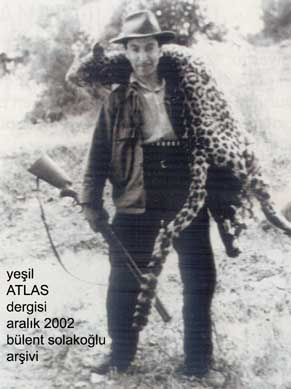 yeşil
ATLAS
dergisi
aralık 2002
bülent solakoğlu
arşivi